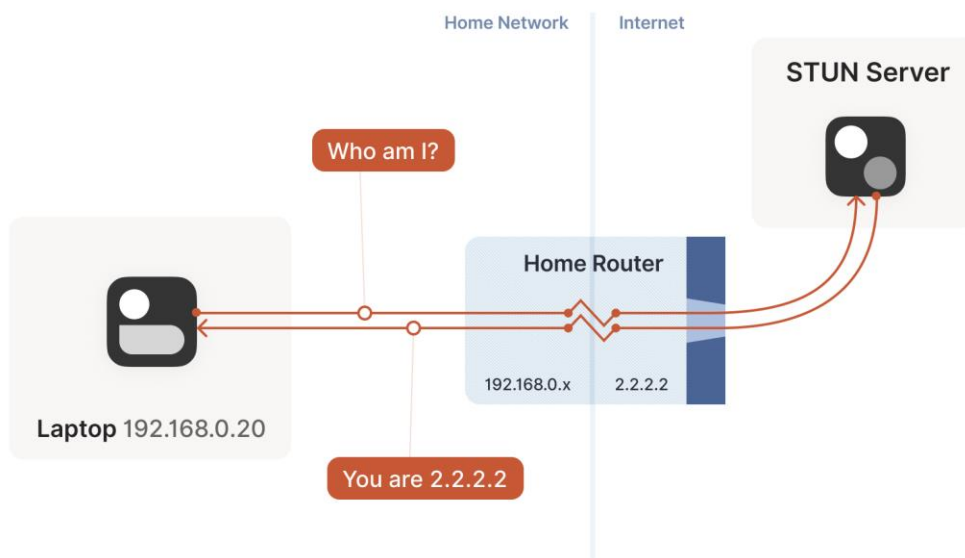 Home Network
Internet
STUN Server
Who am I?
Home Router
192.168.0.x
2.2.2.2
Laptop 192.168.0.20
You are 2.2.2.2